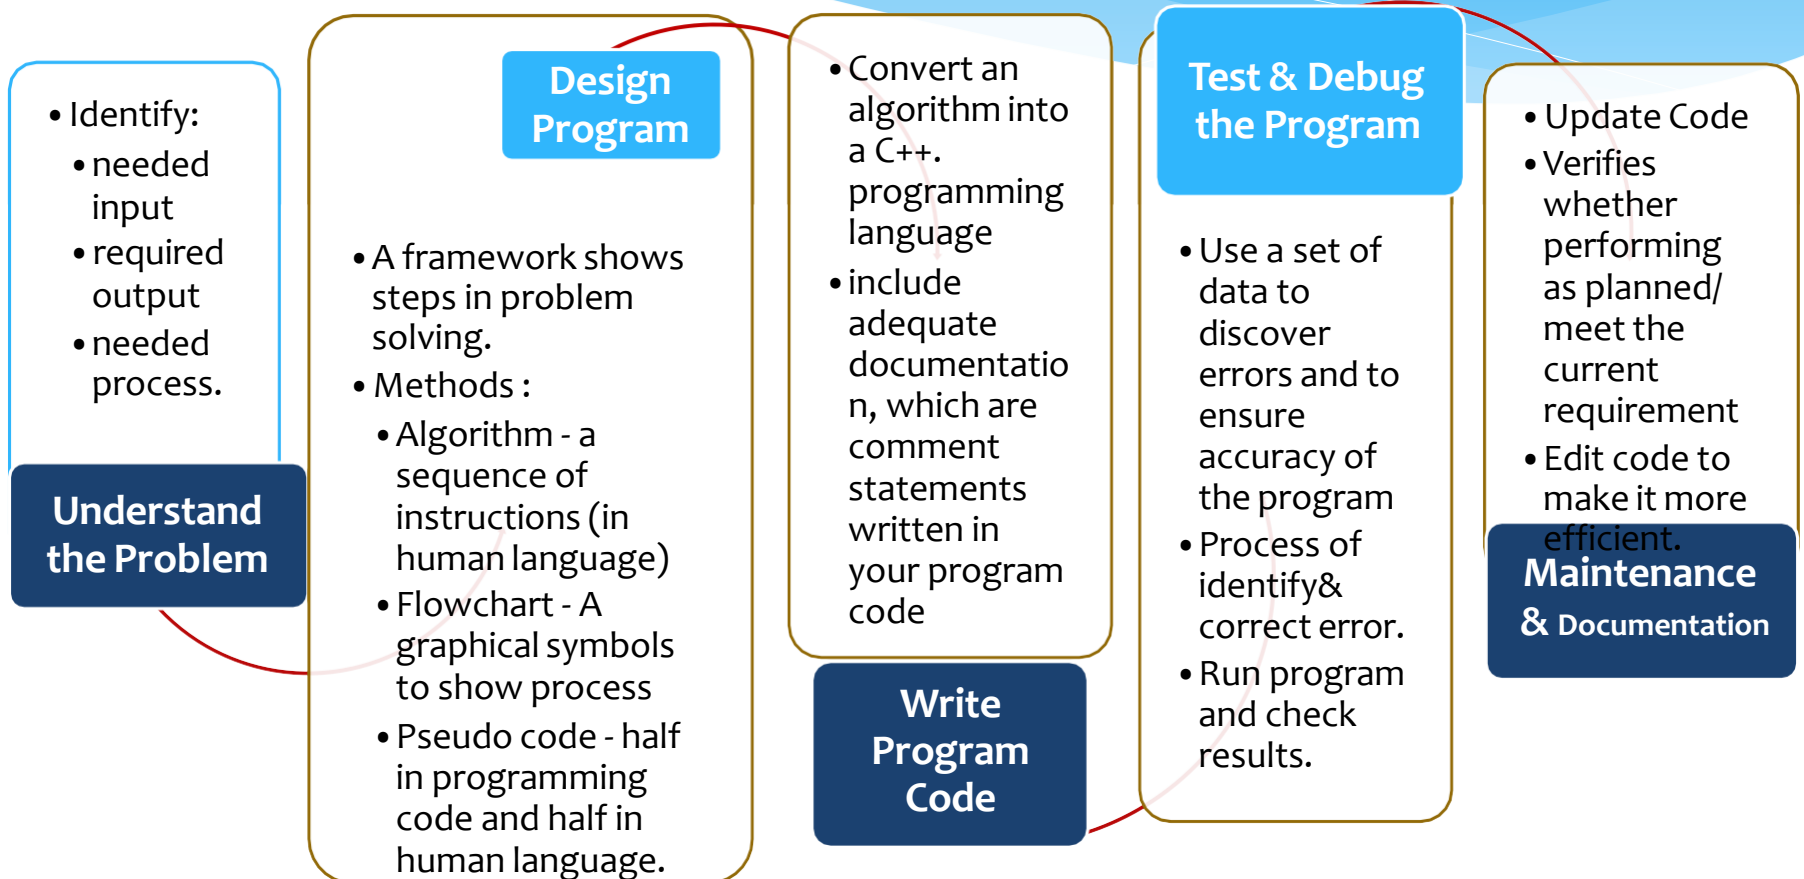 • Identify:
• needed
input
• required
output
• needed
process.
Understand
the Problem
Design
Program
• A framework shows
steps in problem
solving.
• Methods :
• Algorithm - a
sequence of
instructions (in
human language)
• Flowchart - A
graphical symbols
to show process
• Pseudo code - half
in programming
code and half in
human language.
• Convert an
algorithm into
a C++.
programming
language
• include
adequate
documentatio
n, which are
comment
statements
written in
your program
code
Write
Program
Code
Test & Debug
the Program
• Use a set of
data to
discover
errors and to
ensure
accuracy of
the program
• Process of
identify&
correct error.
• Run program
and check
results.
• Update Code
• Verifies
whether
performing
as planned/
meet the
current
requirement
• Edit code to
make it more
efficient.
Maintenance
& Documentation